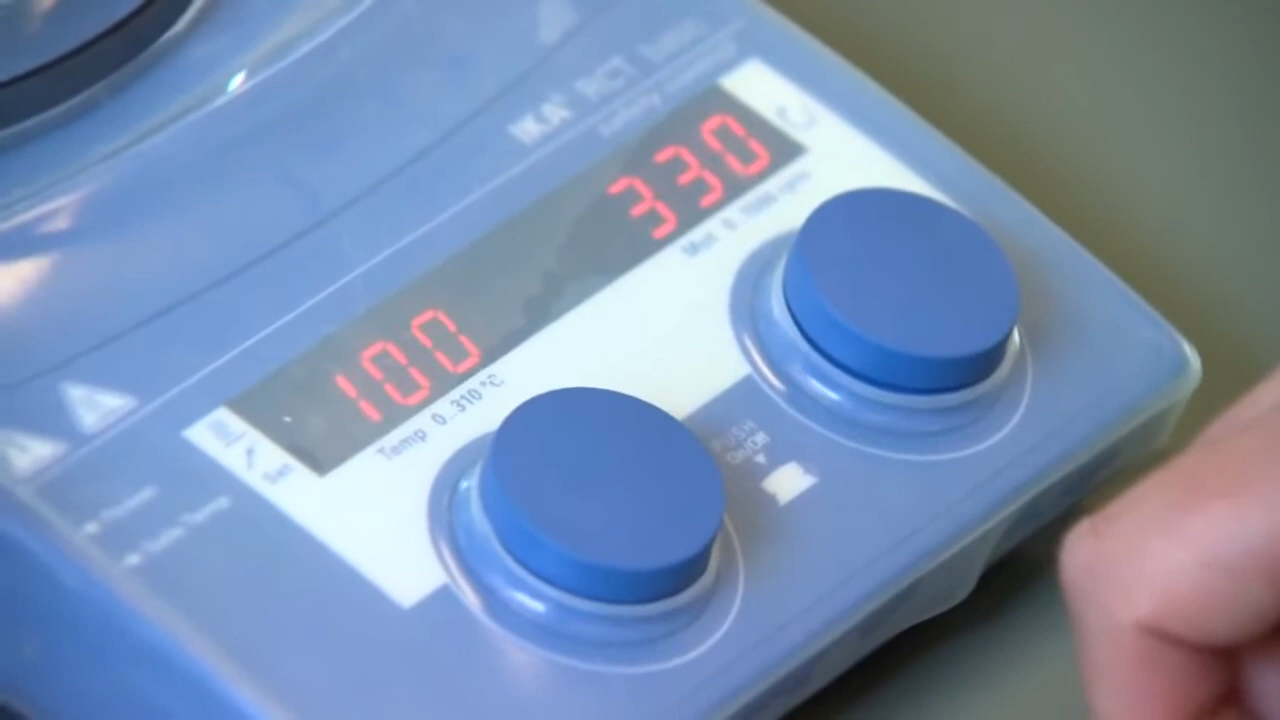 IKA RCT basic
safety control
330
Mot 0..1500 rpm
100
Temp 0..310 °C
Set
PUSH
On/Off